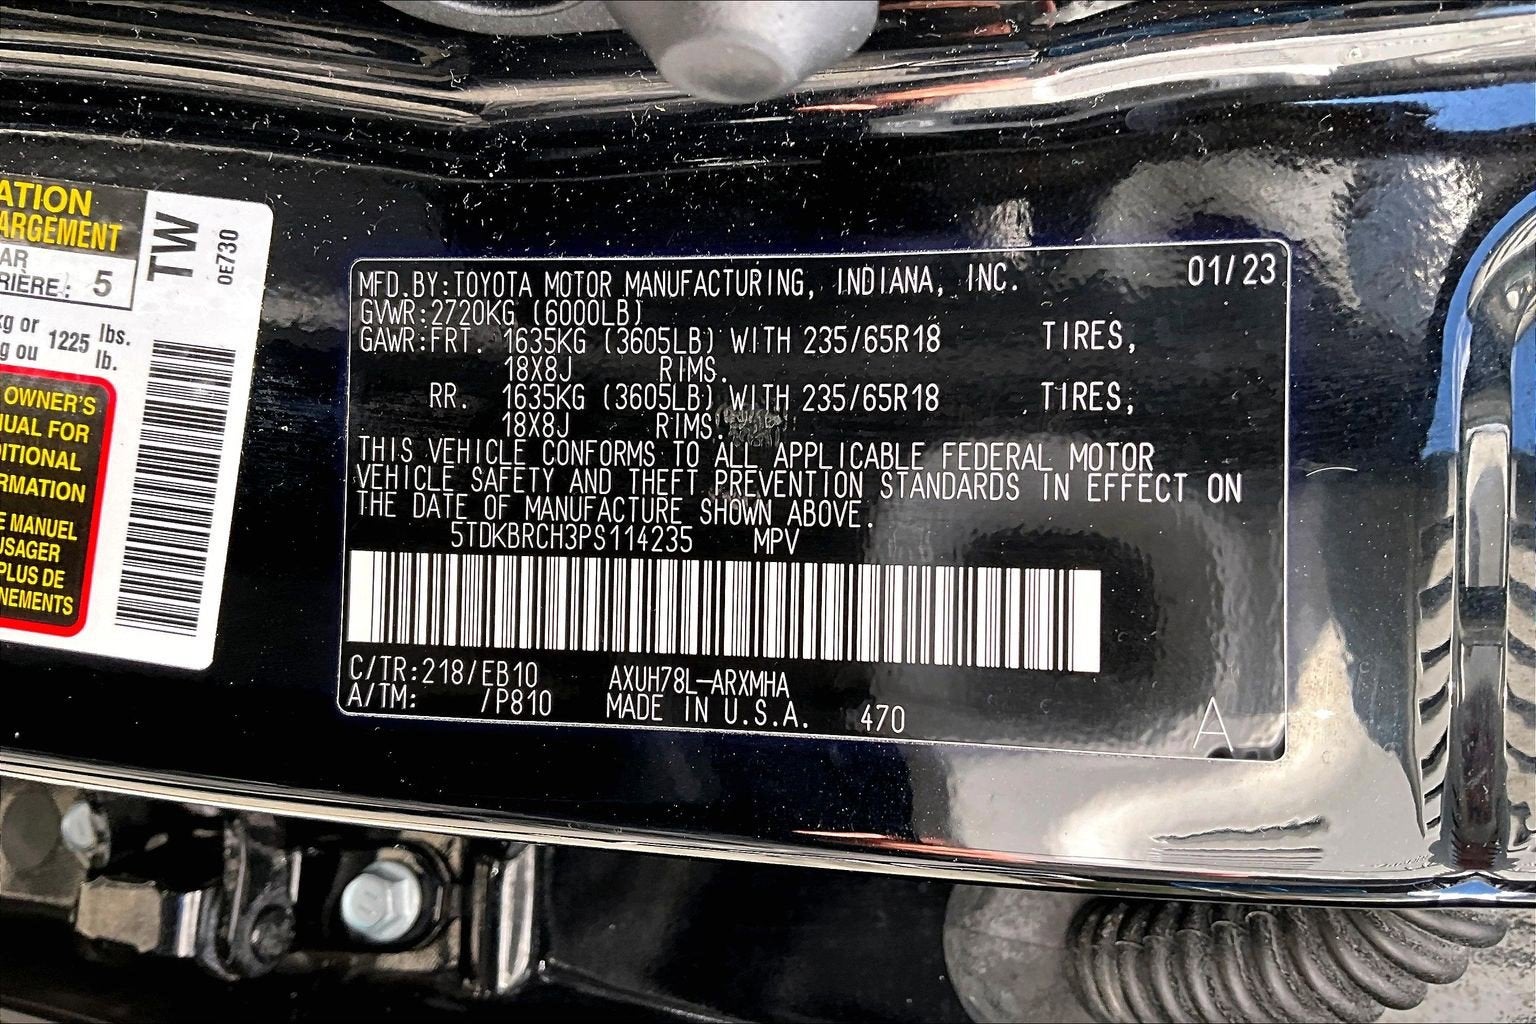 ATION
ARGEMENT
AR
RIÈRE: 5
kg or 1225 lbs.
kg ou lb.
OWNER'S
UAL FOR
ITIONAL
RMATION
E MANUEL
USAGER
PLUS DE
NEMENTS
TW
0E730
MFD.BY:TOYOTA MOTOR MANUFACTURING, INDIANA, INC. 01/23
GVWR:2720KG (6000LB)
GAWR:FRT. 1635KG (3605LB) WITH 235/65R18 TIRES,
18X8J RIMS.
RR. 1635KG (3605LB) WITH 235/65R18 TIRES,
18X8J RIMS.
THIS VEHICLE CONFORMS TO ALL APPLICABLE FEDERAL MOTOR
VEHICLE SAFETY AND THEFT PREVENTION STANDARDS IN EFFECT ON
THE DATE OF MANUFACTURE SHOWN ABOVE.
5TDKBRCH3PS114235 MPV
C/TR:218/EB10 AXUH78L-ARXMHA
A/TM: /P810 MADE IN U.S.A. 470 A